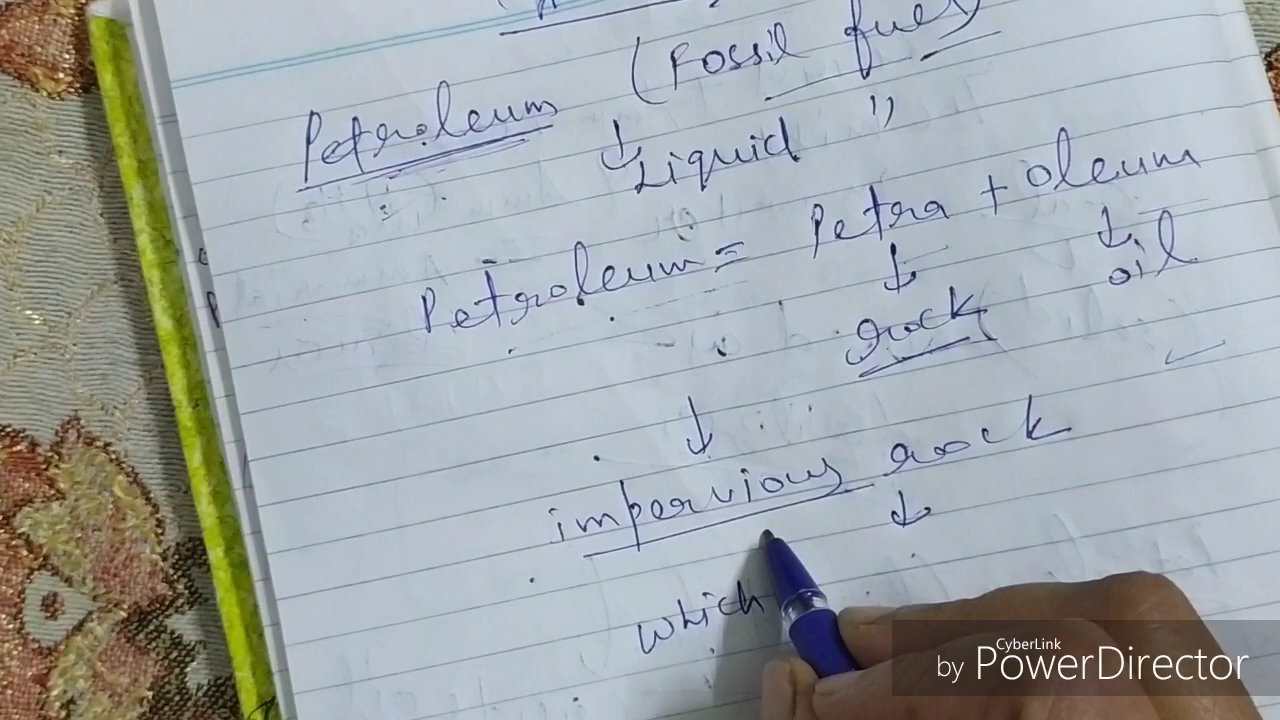 (Fossil fuel)
Petroleum
↓ Liquid "
Petroleum = Petra + oleum
↓ ↓
rock oil
↓
impervious rock
↓
which
CyberLink
by PowerDirector